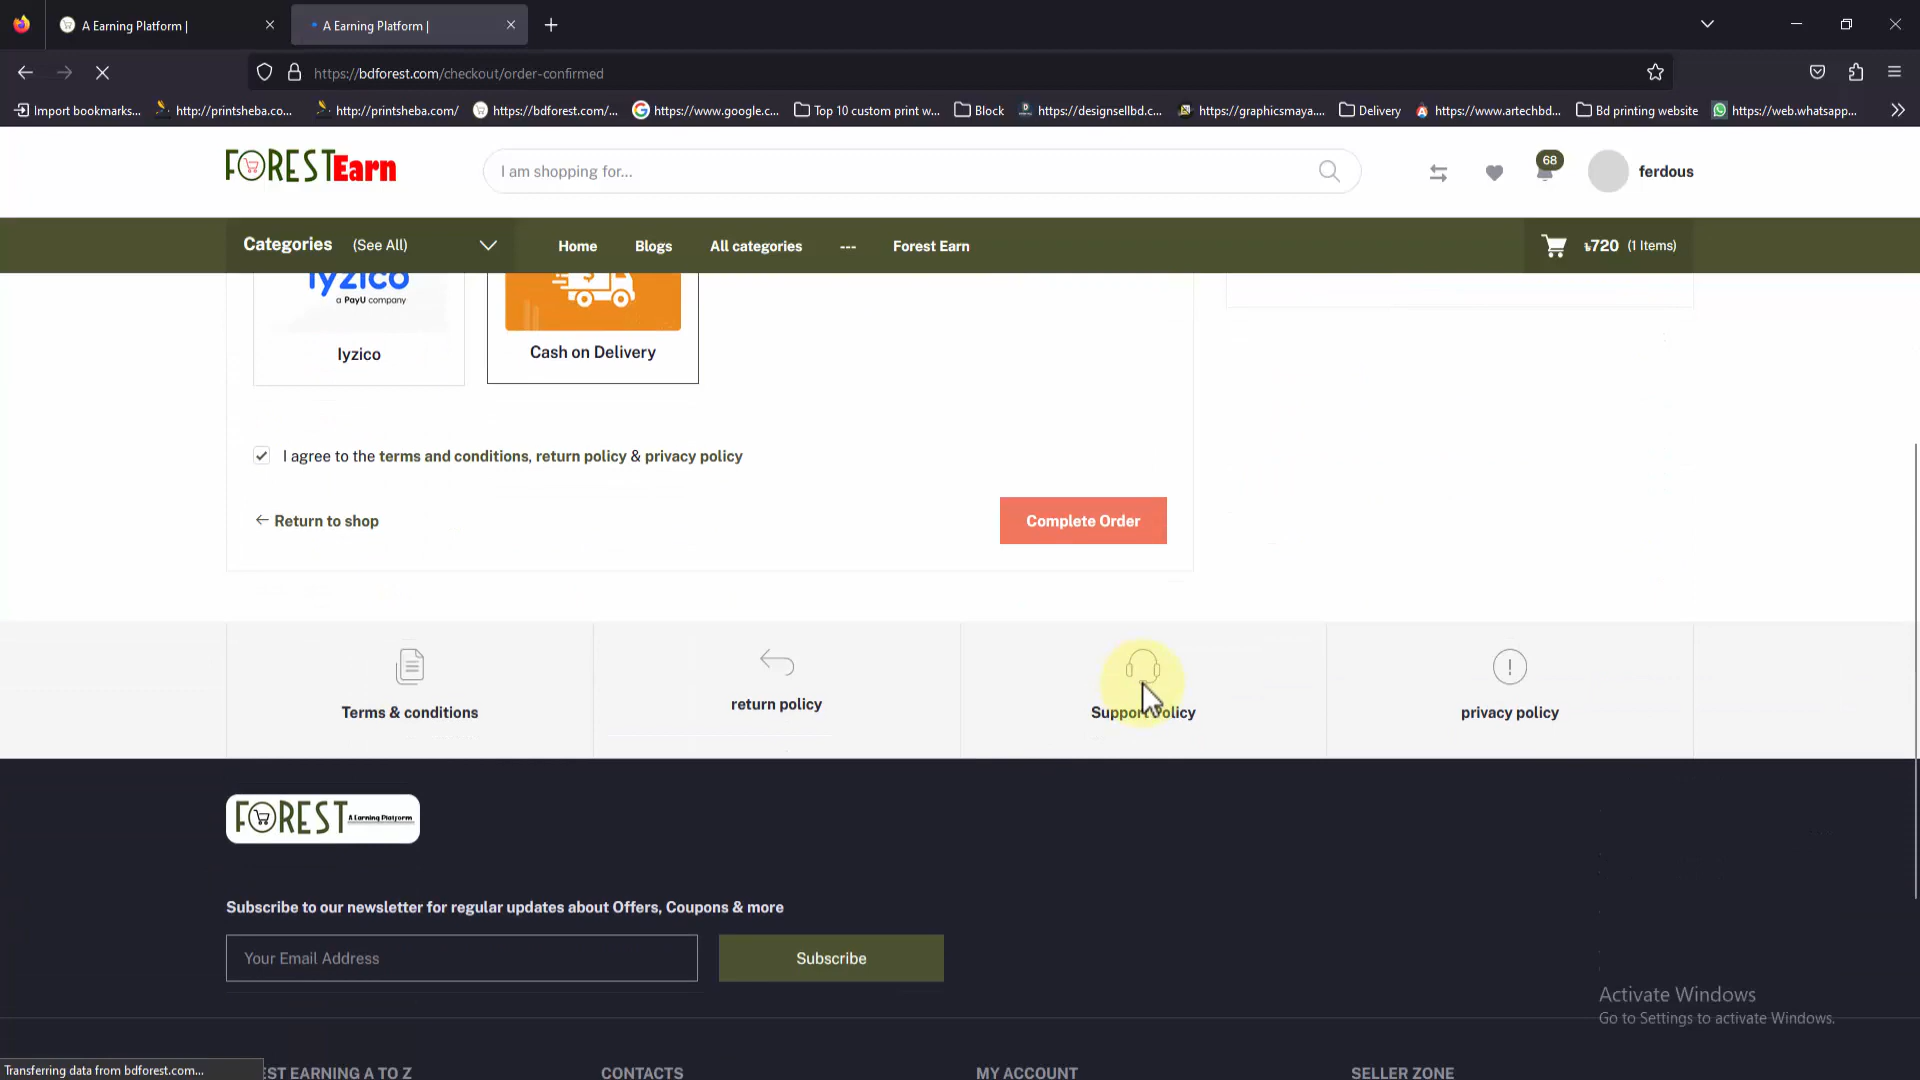 A Earning Platform |
A Earning Platform |
https://bdforest.com/checkout/order-confirmed
Import bookmarks...
http://printsheba.co...
http://printsheba.com/
https://bdforest.com/...
https://www.google.c...
Top 10 custom print w...
Block
https://designsellbd.c...
https://graphicsmaya....
Delivery
https://www.artechbd...
Bd printing website
https://web.whatsapp...
FORESTEarn
I am shopping for...
68
ferdous
Categories (See All)
Home
Blogs
All categories
---
Forest Earn
৳720 (1 Items)
iyzico
a PayU company
Iyzico
Cash on Delivery
I agree to the terms and conditions, return policy & privacy policy
Return to shop
Complete Order
Terms & conditions
return policy
Support Policy
privacy policy
FOREST A Earning Platform
Subscribe to our newsletter for regular updates about Offers, Coupons & more
Your Email Address
Subscribe
Activate Windows
Go to Settings to activate Windows.
Transferring data from bdforest.com...
EST EARNING A TO Z
CONTACTS
MY ACCOUNT
SELLER ZONE